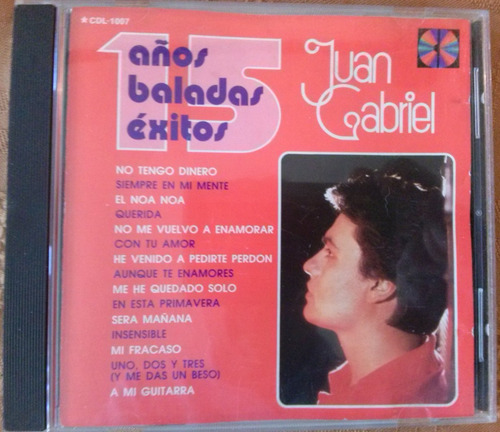 ★CDL-1097
15 años
baladas
éxitos
Juan
Gabriel
NO TENGO DINERO
SIEMPRE EN MI MENTE
EL NOA NOA
QUERIDA
NO ME VUELVO A ENAMORAR
CON TU AMOR
HE VENIDO A PEDIRTE PERDON
AUNQUE TE ENAMORES
ME HE QUEDADO SOLO
EN ESTA PRIMAVERA
SERA MAÑANA
INSENSIBLE
MI FRACASO
UNO, DOS Y TRES
(Y ME DAS UN BESO)
A MI GUITARRA